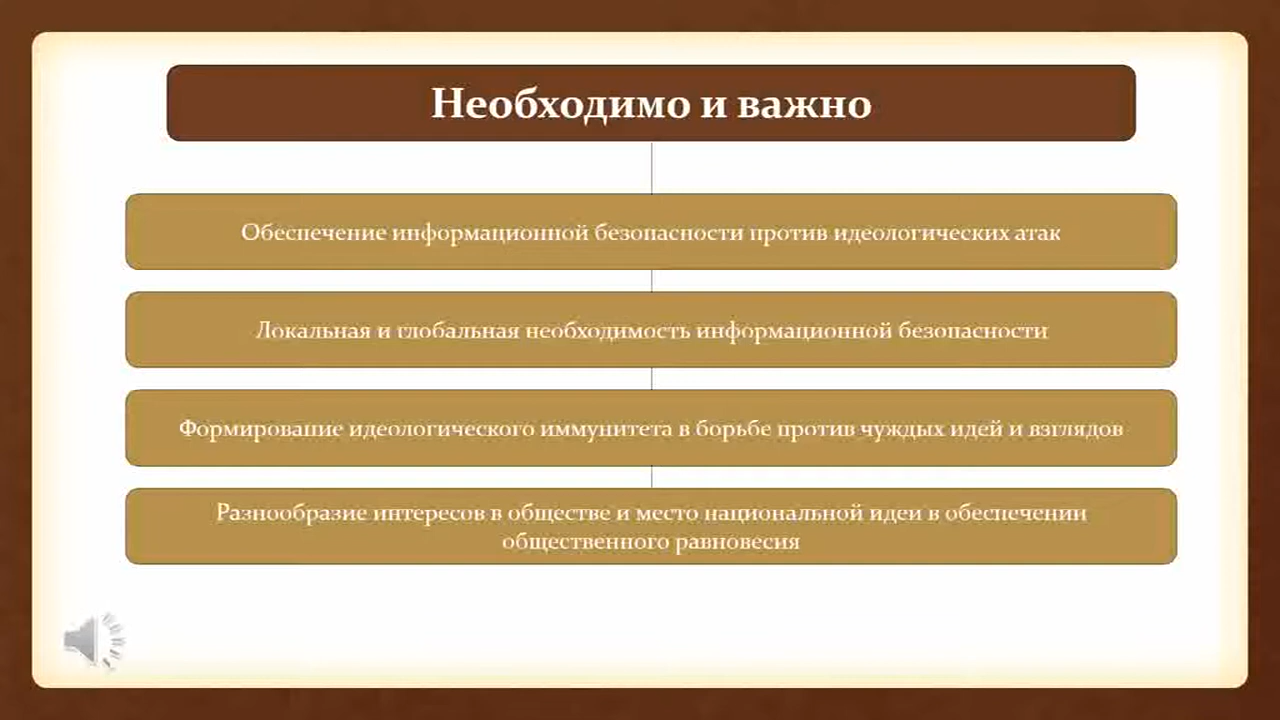 Необходимо и важно
Обеспечение информационной безопасности против идеологических атак
Локальная и глобальная необходимость информационной безопасности
Формирование идеологического иммунитета в борьбе против чуждых идей и взглядов
Разнообразие интересов в обществе и место национальной идеи в обеспечении
общественного равновесия